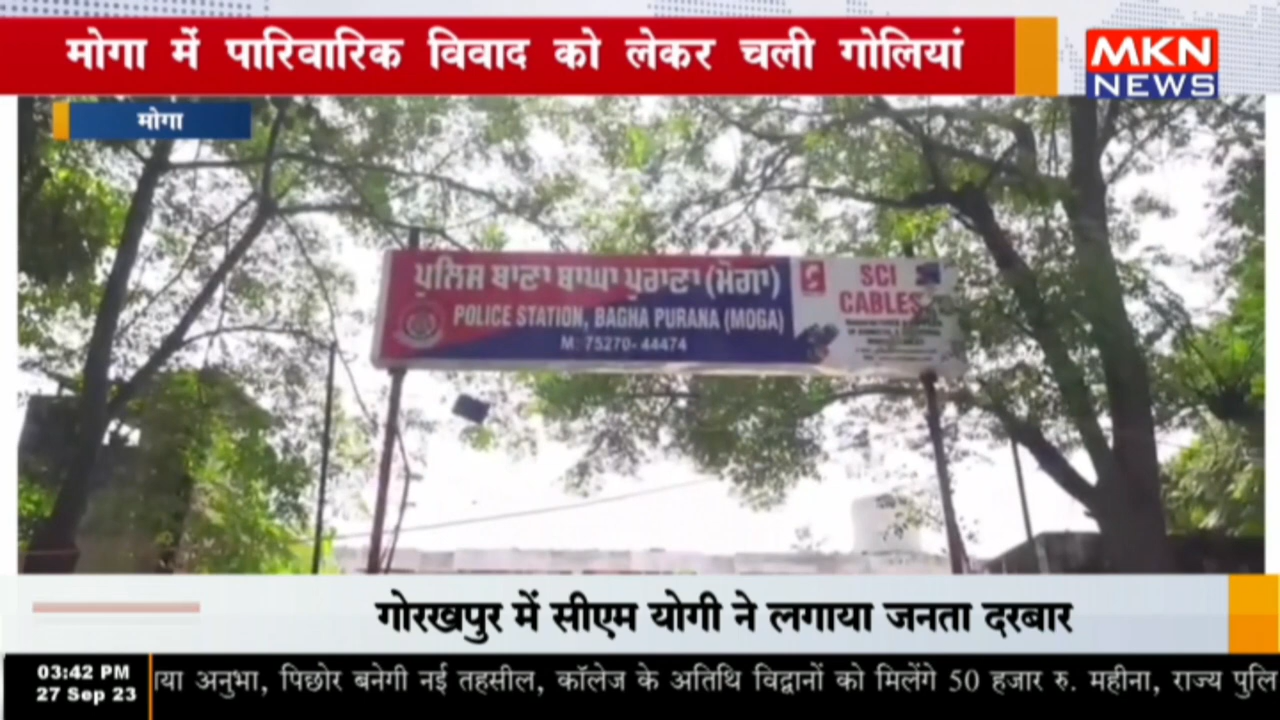 मोगा में पारिवारिक विवाद को लेकर चली गोलियां
MKN
NEWS
मोगा
ਪੁਲਿਸ ਥਾਣਾ ਬਾਘਾ ਪੁਰਾਣਾ (ਮੋਗਾ)
POLICE STATION, BAGHA PURANA (MOGA)
M: 75270-44474
SCI
CABLES
गोरखपुर में सीएम योगी ने लगाया जनता दरबार
03:42 PM
27 Sep 23
या अनुभा, पिछोर बनेगी नई तहसील, कॉलेज के अतिथि विद्वानों को मिलेंगे 50 हजार रु. महीना, राज्य पुलि